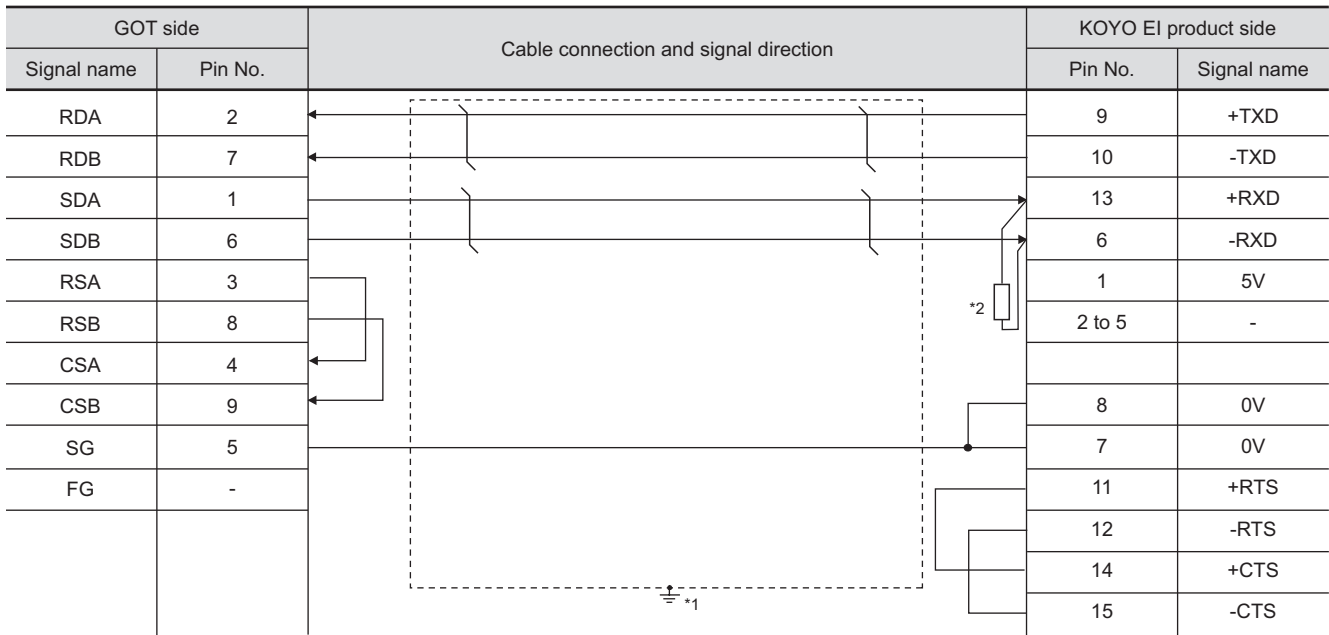 GOT side Cable connection and signal direction KOYO EI product side
Signal name Pin No. Pin No. Signal name
RDA 2 9 +TXD
RDB 7 10 -TXD
SDA 1 13 +RXD
SDB 6 6 -RXD
RSA 3 1 5V
RSB 8 *2 2 to 5 -
CSA 4
CSB 9 8 0V
SG 5 7 0V
FG - 11 +RTS
12 -RTS
14 +CTS
*1
15 -CTS